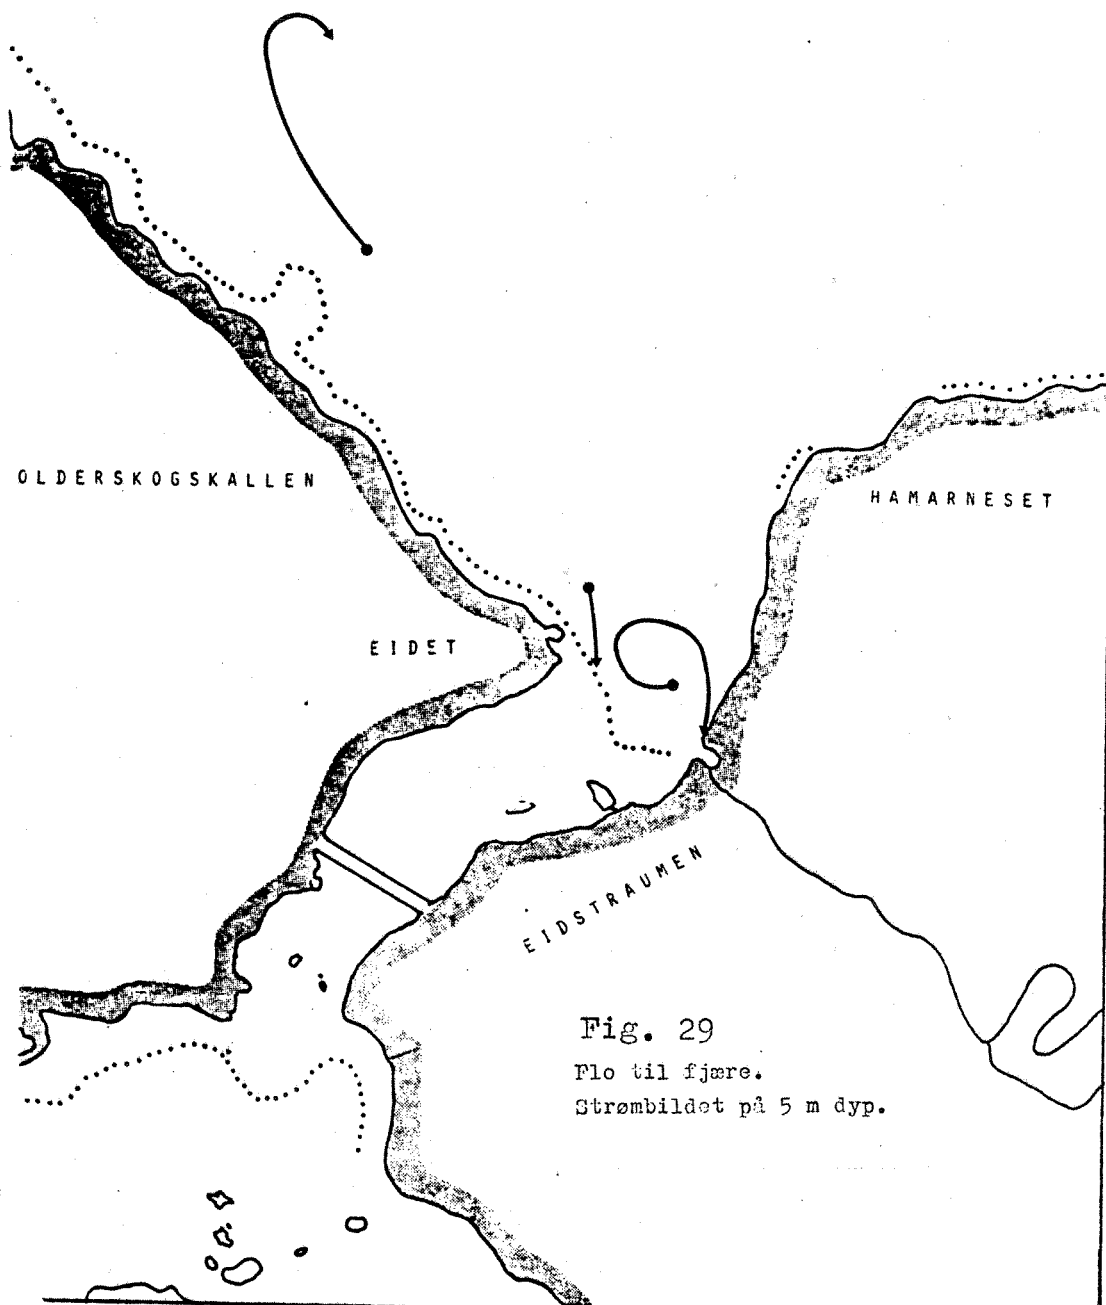 OLDERSKOGSKALLEN
HAMARNESET
EIDET
EIDSTRAUMEN
Fig. 29
Flo til fjære.
Strømbildet på 5 m dyp.